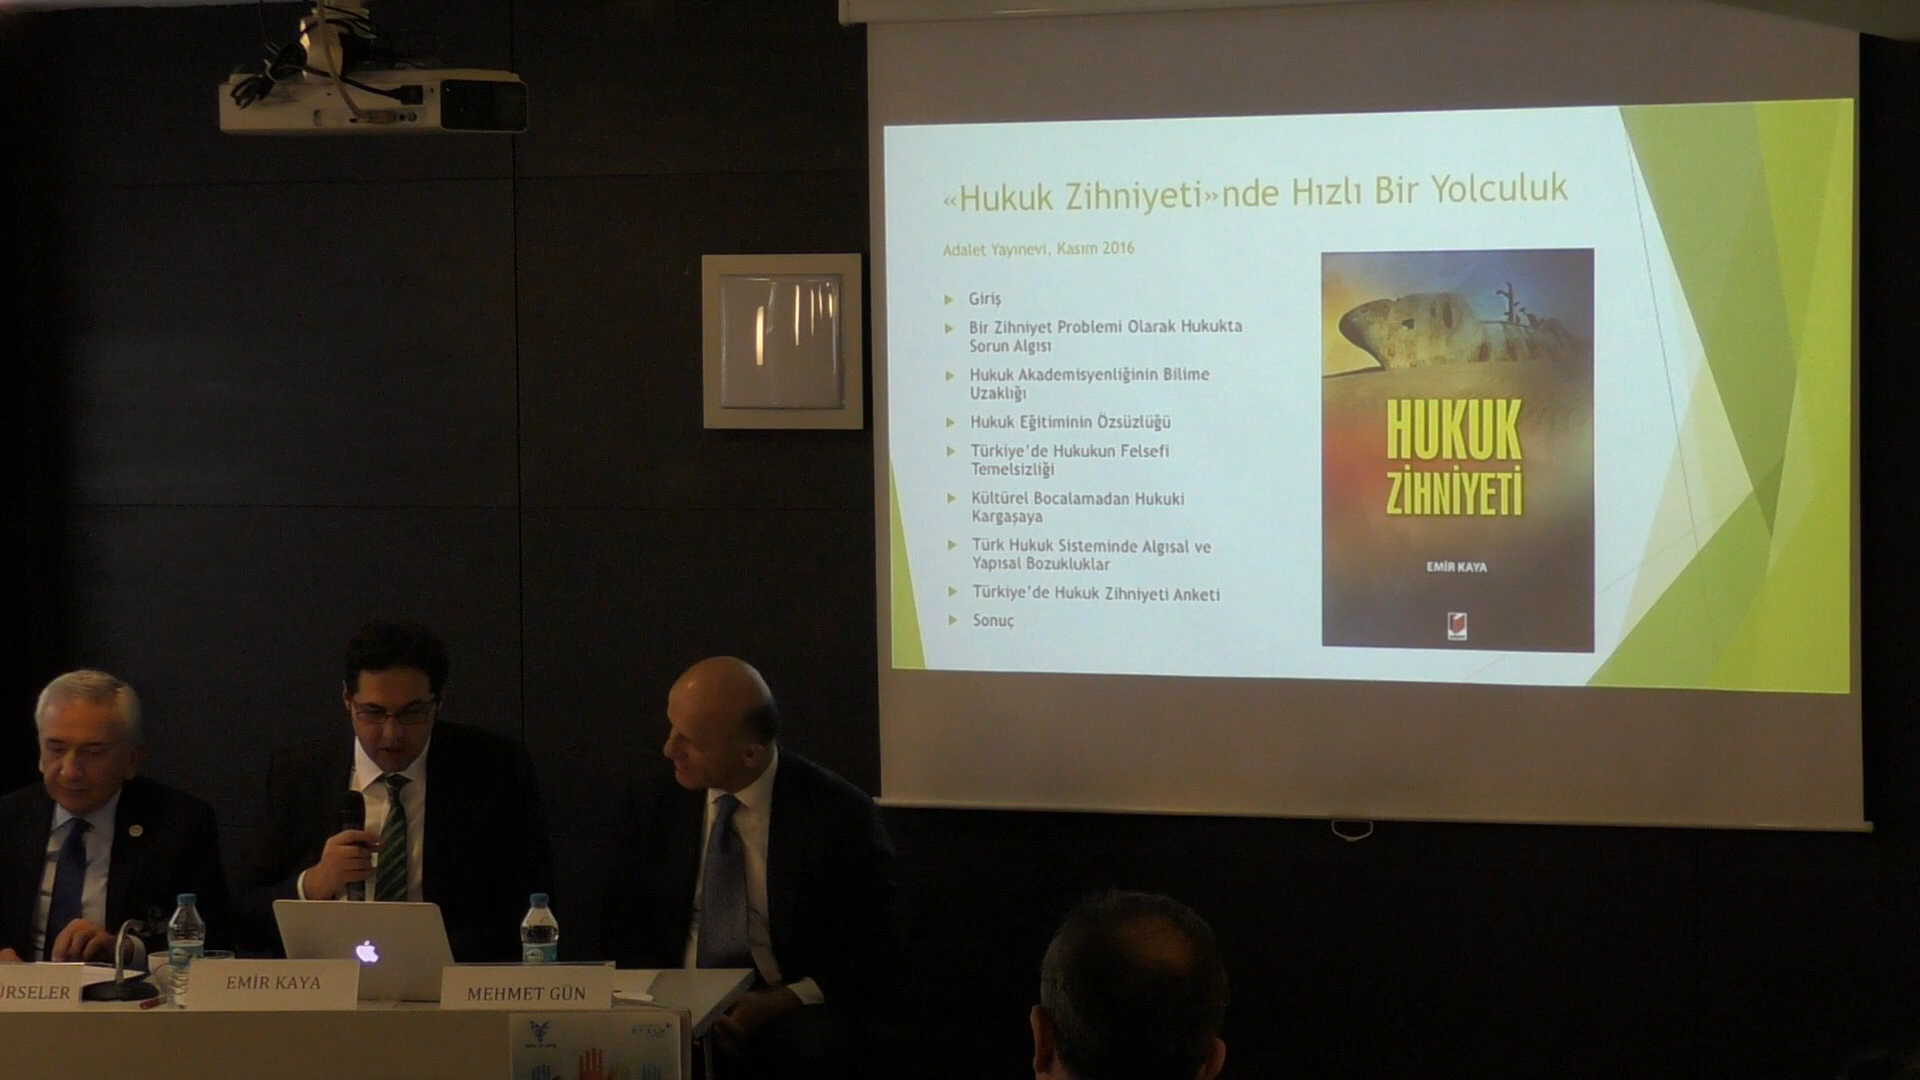 «Hukuk Zihniyeti»nde Hızlı Bir Yolculuk
Adalet Yayınevi, Kasım 2016
Giriş
Bir Zihniyet Problemi Olarak Hukukta
Sorun Algısı
Hukuk Akademisyenliğinin Bilime
Uzaklığı
Hukuk Eğitiminin Özsüzlüğü
Türkiye'de Hukukun Felsefi
Temelsizliği
Kültürel Bocalamadan Hukuki
Kargaşaya
Türk Hukuk Sisteminde Algısal ve
Yapısal Bozukluklar
Türkiye'de Hukuk Zihniyeti Anketi
Sonuç
HUKUK
ZİHNİYETİ
EMİR KAYA
ÜRSELER
EMİR KAYA
MEHMET GÜN